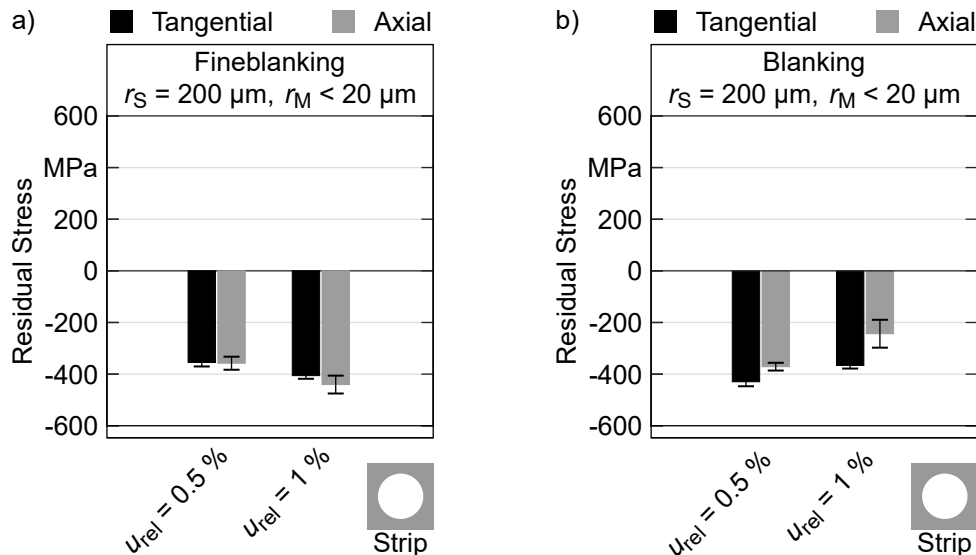 a) Tangential Axial
Fineblanking
rS = 200 µm, rM < 20 µm
600
MPa
200
0
-200
-400
-600
Residual Stress
urel = 0.5 %
urel = 1 %
Strip
b) Tangential Axial
Blanking
rS = 200 µm, rM < 20 µm
600
MPa
200
0
-200
-400
-600
Residual Stress
urel = 0.5 %
urel = 1 %
Strip